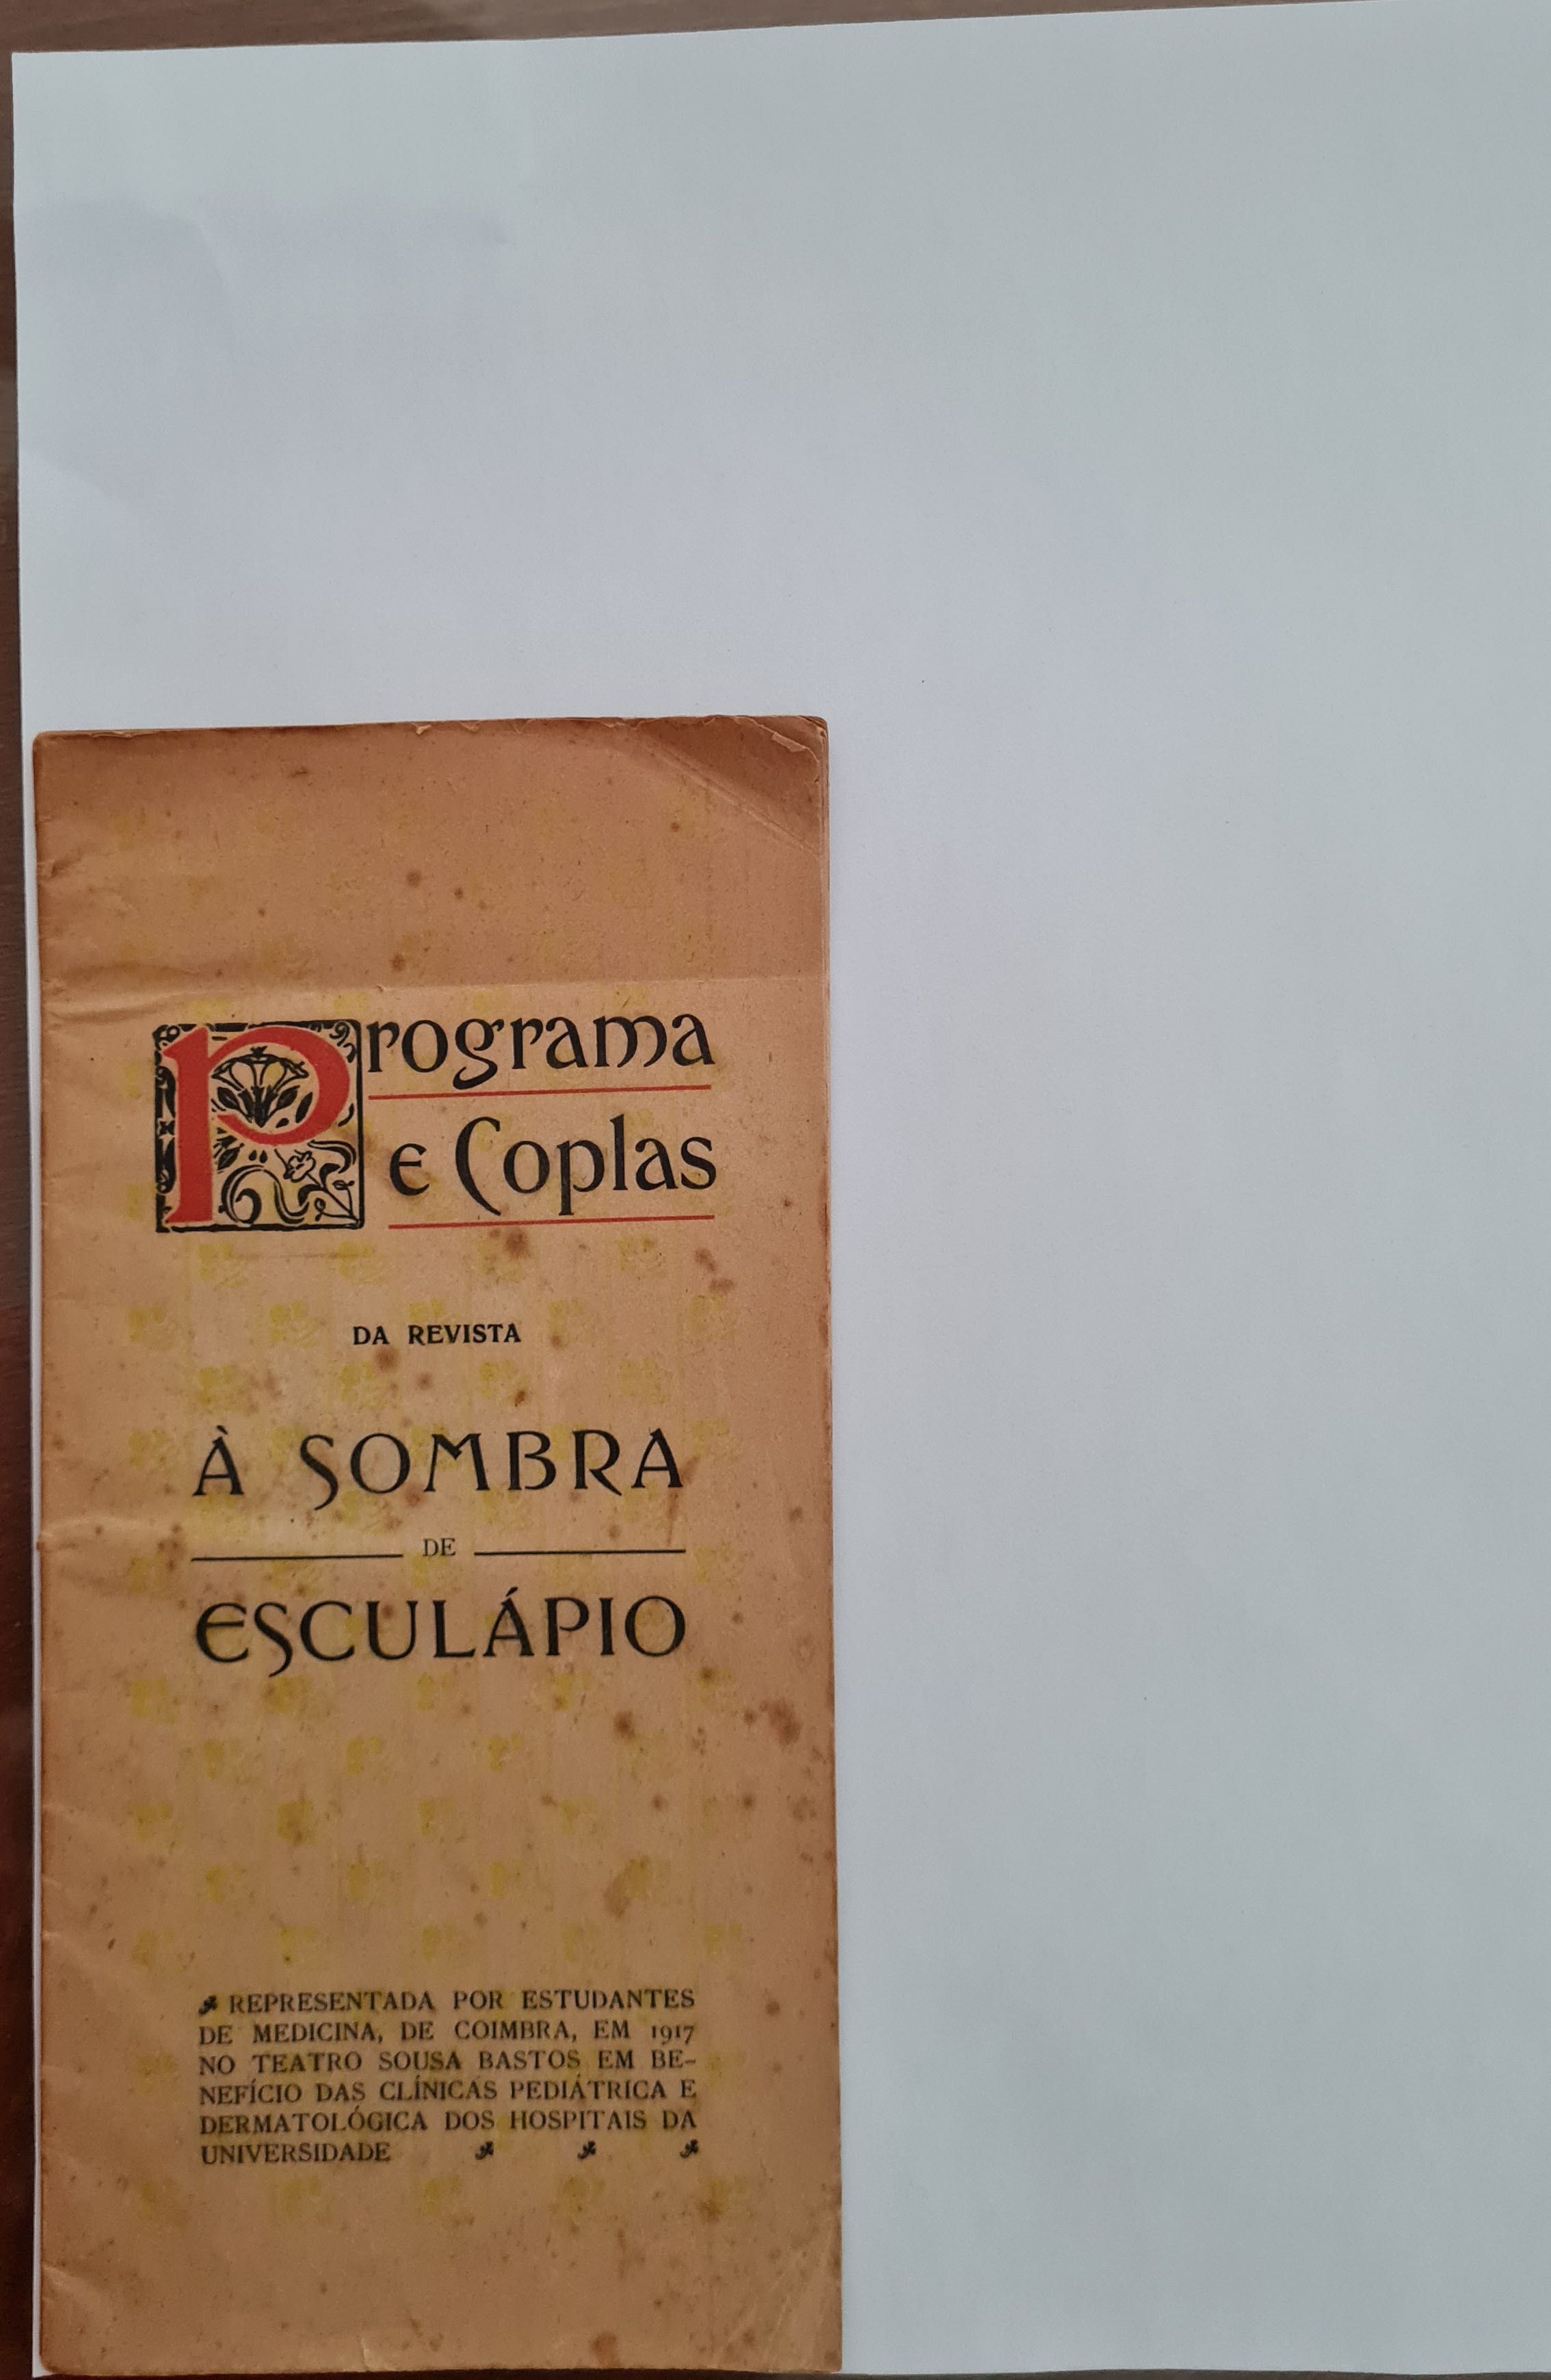 Programa
e Coplas
DA REVISTA
À SOMBRA
DE
ESCULÁPIO
REPRESENTADA POR ESTUDANTES
DE MEDICINA, DE COIMBRA, EM 1917
NO TEATRO SOUSA BASTOS EM BE-
NEFÍCIO DAS CLÍNICAS PEDIÁTRICA E
DERMATOLÓGICA DOS HOSPITAIS DA
UNIVERSIDADE